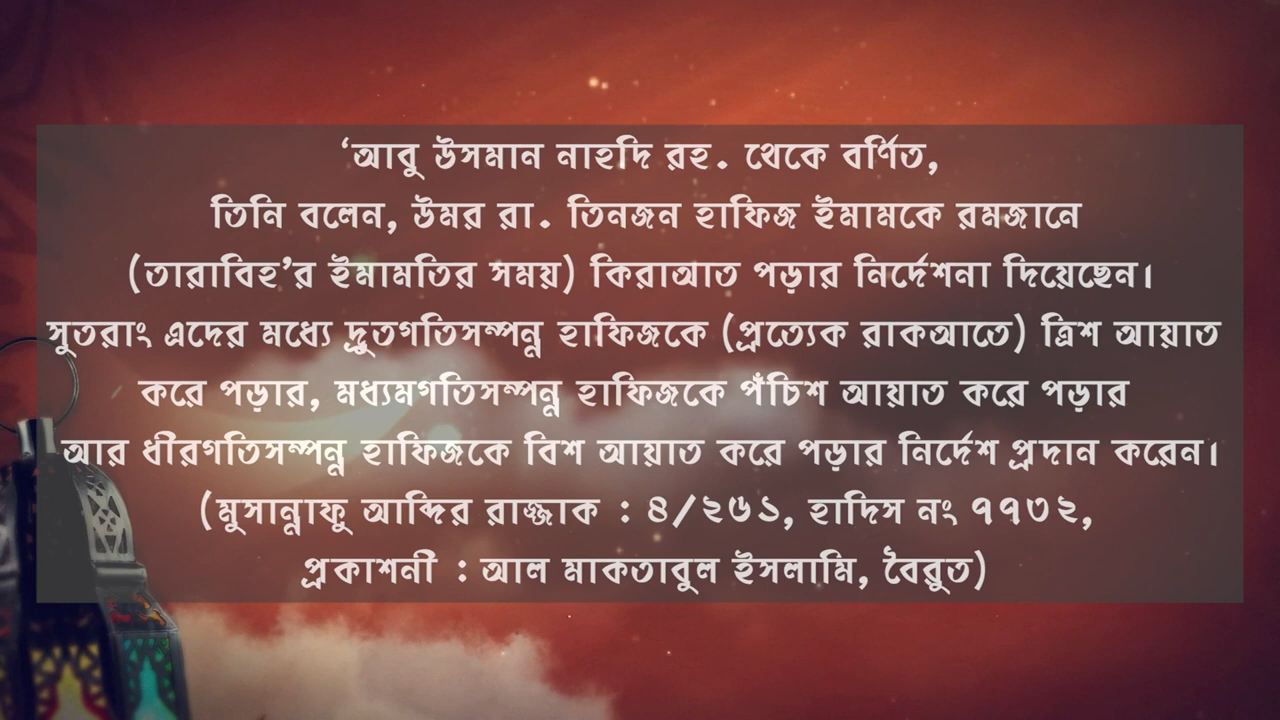 ‘আবু উসমান নাহদি রহ. থেকে বর্ণিত,
তিনি বলেন, উমর রা. তিনজন হাফিজ ইমামকে রমজানে
(তারাবিহ’র ইমামতির সময়) কিরাআত পড়ার নির্দেশনা দিয়েছেন।
সুতরাং এদের মধ্যে দ্রুতগতিসম্পন্ন হাফিজকে (প্রত্যেক রাকআতে) ত্রিশ আয়াত
করে পড়ার, মধ্যমগতিসম্পন্ন হাফিজকে পঁচিশ আয়াত করে পড়ার
আর ধীরগতিসম্পন্ন হাফিজকে বিশ আয়াত করে পড়ার নির্দেশ প্রদান করেন।
(মুসান্নাফু আব্দির রাজ্জাক : ৪/২৬১, হাদিস নং ৭৭৩২,
প্রকাশনী : আল মাকতাবুল ইসলামি, বৈরুত)